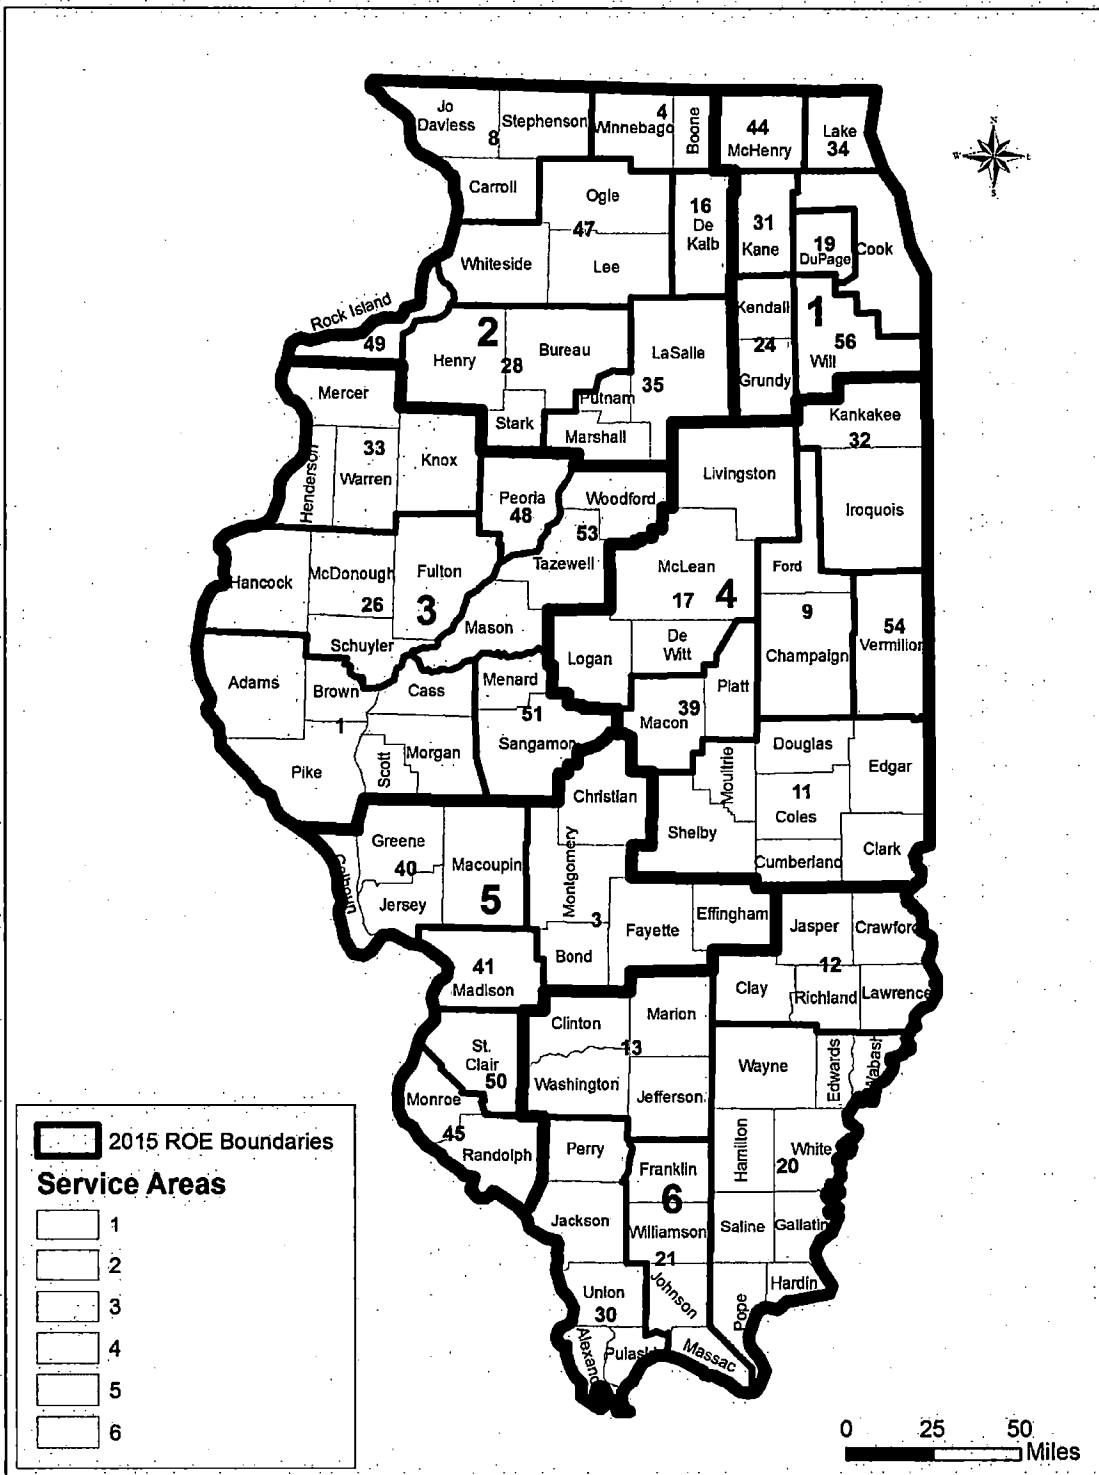 N
W
E
S
Jo
Daviess
8
Stephenson
4
Winnebago
Boone
44
McHenry
Lake
34
Carroll
Ogle
47
16
De
Kalb
31
Kane
19
DuPage
Cook
Whiteside
Lee
Rock Island
49
2
Henry
28
Bureau
LaSalle
35
Kendall
24
Grundy
1
56
Will
Mercer
Putnam
Stark
Marshall
Kankakee
32
33
Henderson
Warren
Knox
Peoria
48
Woodford
53
Livingston
Iroquois
Hancock
McDonough
26
Fulton
3
Tazewell
McLean
17
4
Ford
9
Mason
Schuyler
Logan
De
Witt
Champaign
54
Vermilion
Adams
Brown
1
Cass
Menard
51
Macon
39
Piatt
Sangamon
Pike
Scott
Morgan
Christian
Moultrie
Douglas
Edgar
11
Coles
Shelby
Greene
40
Macoupin
Montgomery
Cumberland
Clark
Calhoun
Jersey
5
3
Fayette
Effingham
Jasper
Crawford
Bond
12
41
Madison
Clay
Richland
Lawrence
Clinton
Marion
St.
Clair
50
13
Washington
Jefferson
Wayne
Edwards
Wabash
Monroe
45
Randolph
Perry
Franklin
6
Hamilton
White
20
Jackson
Williamson
21
Saline
Gallatin
Union
30
Johnson
Pope
Hardin
Pulaski
Massac
2015 ROE Boundaries
Service Areas
1
2
3
4
5
6
0 25 50
Miles